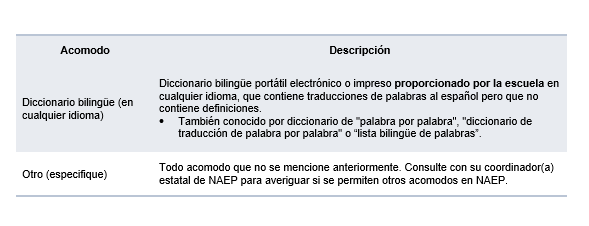 Acomodo Descripción
Diccionario bilingüe portátil electrónico o impreso proporcionado por la escuela en
cualquier idioma, que contiene traducciones de palabras al español pero que no
contiene definiciones.
Diccionario bilingüe (en
cualquier idioma)
• También conocido por diccionario de "palabra por palabra", "diccionario de
traducción de palabra por palabra" o “lista bilingüe de palabras”.
Otro (especifique)
Todo acomodo que no se mencione anteriormente. Consulte con su coordinador(a)
estatal de NAEP para averiguar si se permiten otros acomodos en NAEP.